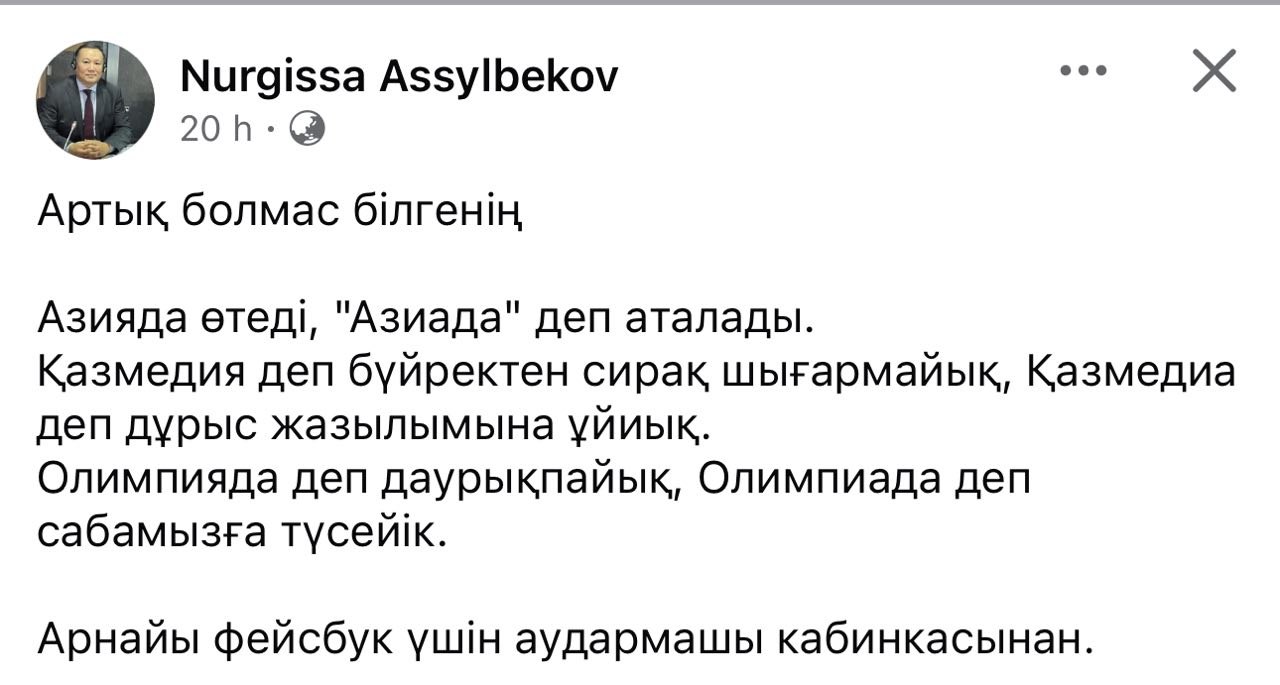 Nurgissa Assylbekov
20 h ·
Артық болмас білгенің
Азияда өтеді, "Азиада" деп аталады.
Қазмедия деп бүйректен сирақ шығармайық, Қазмедиа
деп дұрыс жазылымына ұйиық.
Олимпияда деп даурықпайық, Олимпиада деп
сабамызға түсейік.
Арнайы фейсбук үшін аудармашы кабинкасынан.